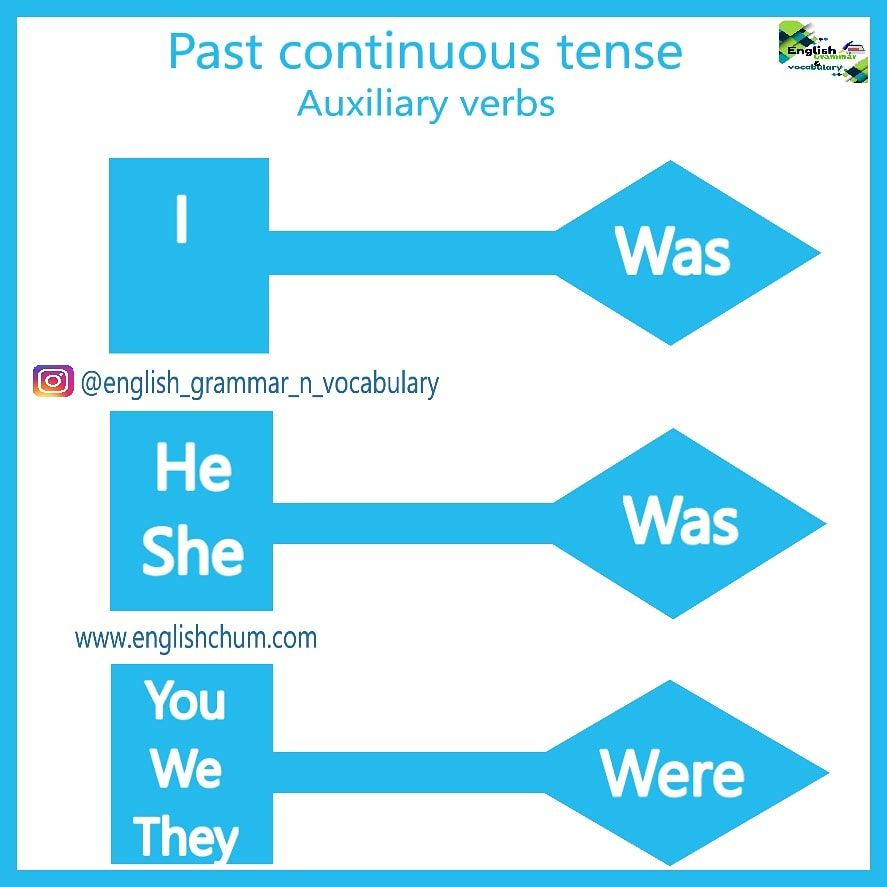 Past continuous tense
Auxiliary verbs
English
Grammar
&
vocabulary
I
Was
@english_grammar_n_vocabulary
He
She
Was
www.englishchum.com
You
We
They
Were